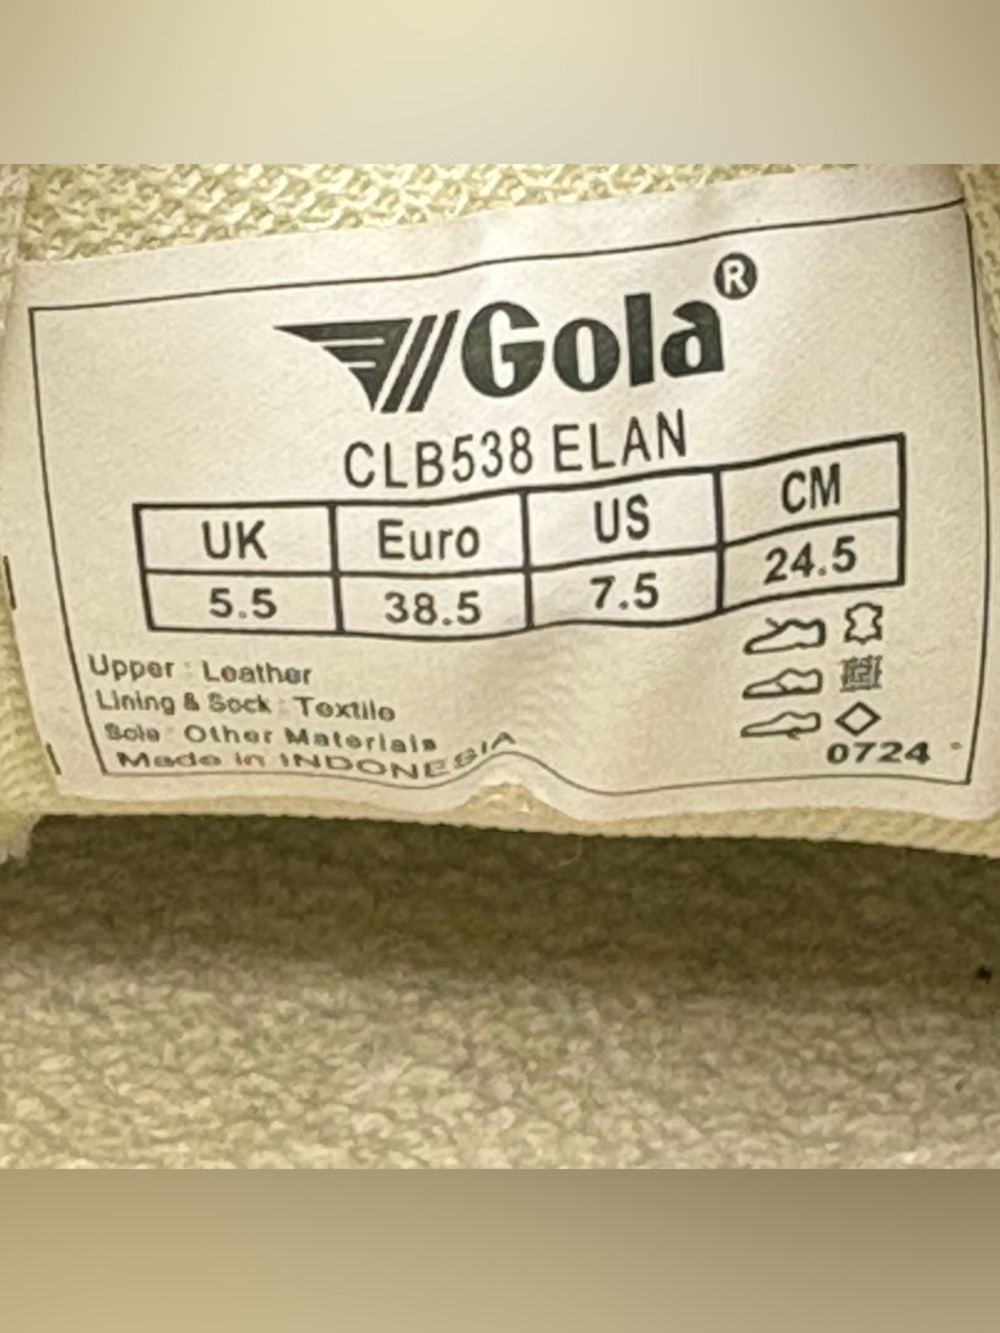 Gola®
CLB538 ELAN
UK Euro US CM
5.5 38.5 7.5 24.5
Upper : Leather
Lining & Sock : Textile
Sole : Other Materials
Made in INDONESIA
0724